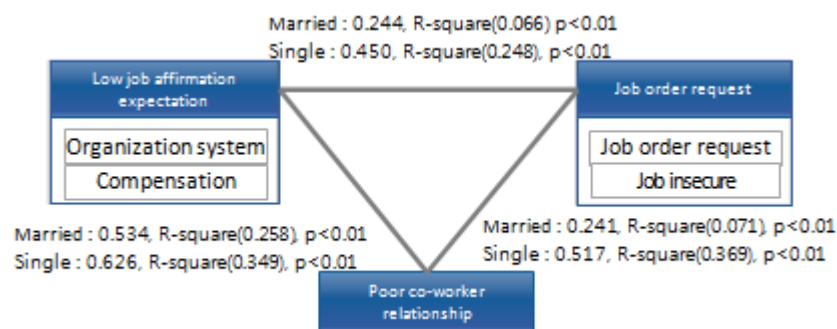 Married : 0.244, R-square(0.066) p<0.01
Single : 0.450, R-square(0.248), p<0.01
Low job affirmation
expectation
Organization system
Compensation
Job order request
Job order request
Job insecure
Married : 0.534, R-square(0.258), p<0.01
Single : 0.626, R-square(0.349), p<0.01
Married : 0.241, R-square(0.071), p<0.01
Single : 0.517, R-square(0.369), p<0.01
Poor co-worker
relationship